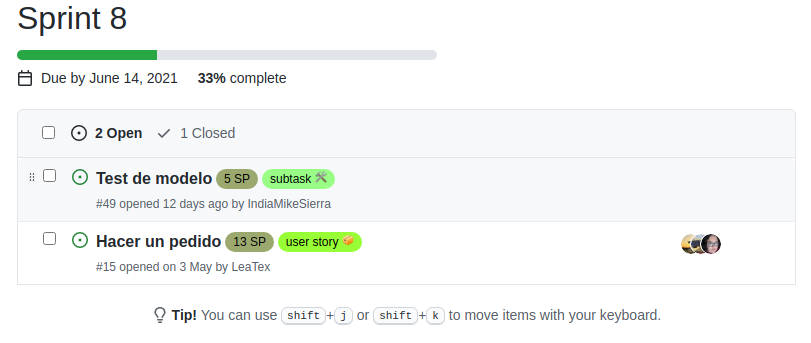 Sprint 8
Due by June 14, 2021 33% complete
2 Open 1 Closed
Test de modelo 5 SP subtask
#49 opened 12 days ago by IndiaMikeSierra
Hacer un pedido 13 SP user story
#15 opened on 3 May by LeaTex
Tip! You can use shift+j or shift+k to move items with your keyboard.